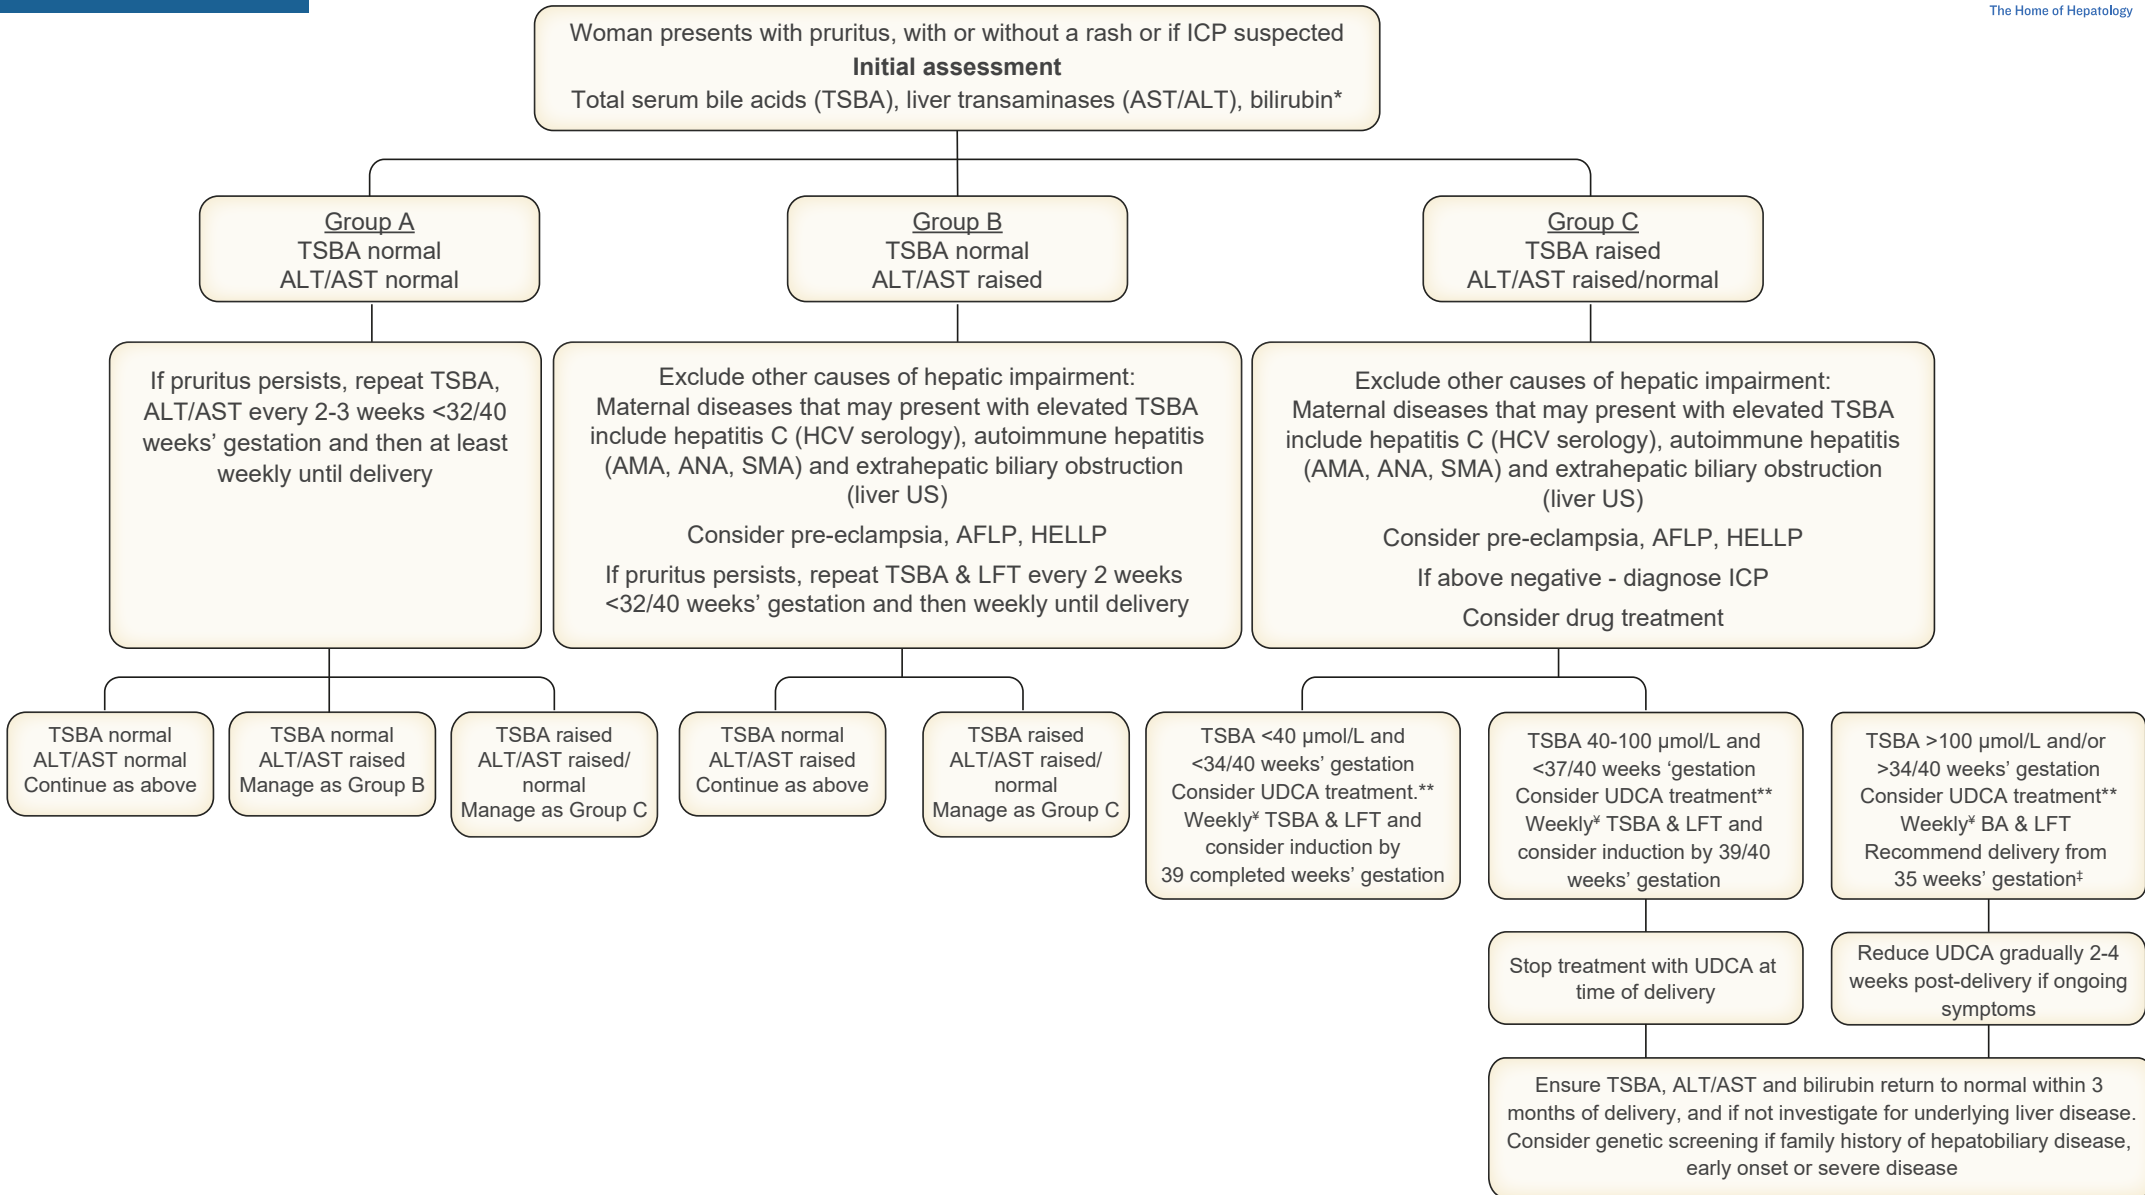 The Home of Hepatology
Woman presents with pruritus, with or without a rash or if ICP suspected
Initial assessment
Total serum bile acids (TSBA), liver transaminases (AST/ALT), bilirubin*
Group A
TSBA normal
ALT/AST normal
Group B
TSBA normal
ALT/AST raised
Group C
TSBA raised
ALT/AST raised/normal
If pruritus persists, repeat TSBA,
ALT/AST every 2-3 weeks <32/40
weeks’ gestation and then at least
weekly until delivery
Exclude other causes of hepatic impairment:
Maternal diseases that may present with elevated TSBA
include hepatitis C (HCV serology), autoimmune hepatitis
(AMA, ANA, SMA) and extrahepatic biliary obstruction
(liver US)
Consider pre-eclampsia, AFLP, HELLP
If pruritus persists, repeat TSBA & LFT every 2 weeks
<32/40 weeks’ gestation and then weekly until delivery
Exclude other causes of hepatic impairment:
Maternal diseases that may present with elevated TSBA
include hepatitis C (HCV serology), autoimmune hepatitis
(AMA, ANA, SMA) and extrahepatic biliary obstruction
(liver US)
Consider pre-eclampsia, AFLP, HELLP
If above negative - diagnose ICP
Consider drug treatment
TSBA normal
ALT/AST normal
Continue as above
TSBA normal
ALT/AST raised
Manage as Group B
TSBA raised
ALT/AST raised/
normal
Manage as Group C
TSBA normal
ALT/AST raised
Continue as above
TSBA raised
ALT/AST raised/
normal
Manage as Group C
TSBA <40 µmol/L and
<34/40 weeks’ gestation
Consider UDCA treatment.**
Weekly¥ TSBA & LFT and
consider induction by
39 completed weeks’ gestation
TSBA 40-100 µmol/L and
<37/40 weeks ‘gestation
Consider UDCA treatment**
Weekly¥ TSBA & LFT and
consider induction by 39/40
weeks’ gestation
TSBA >100 µmol/L and/or
>34/40 weeks’ gestation
Consider UDCA treatment**
Weekly¥ BA & LFT
Recommend delivery from
35 weeks’ gestation‡
Stop treatment with UDCA at
time of delivery
Reduce UDCA gradually 2-4
weeks post-delivery if ongoing
symptoms
Ensure TSBA, ALT/AST and bilirubin return to normal within 3
months of delivery, and if not investigate for underlying liver disease.
Consider genetic screening if family history of hepatobiliary disease,
early onset or severe disease